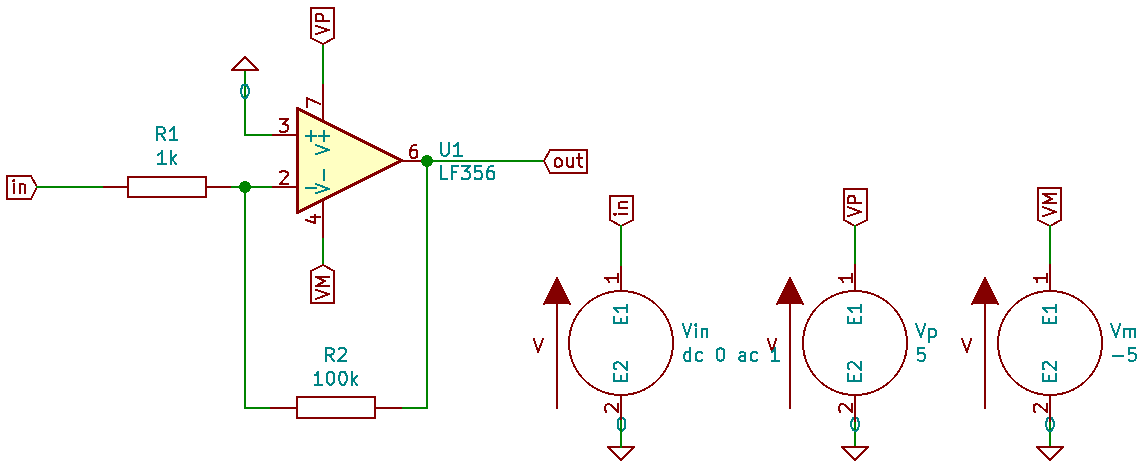 VP
0
7
R1
1k
3
+
V+
6
U1
LF356
out
in
2
-
V-
4
VM
R2
100k
in
1
V
E1
E2
Vin
dc 0 ac 1
2
0
VP
1
V
E1
E2
Vp
5
2
0
VM
1
V
E1
E2
Vm
-5
2
0